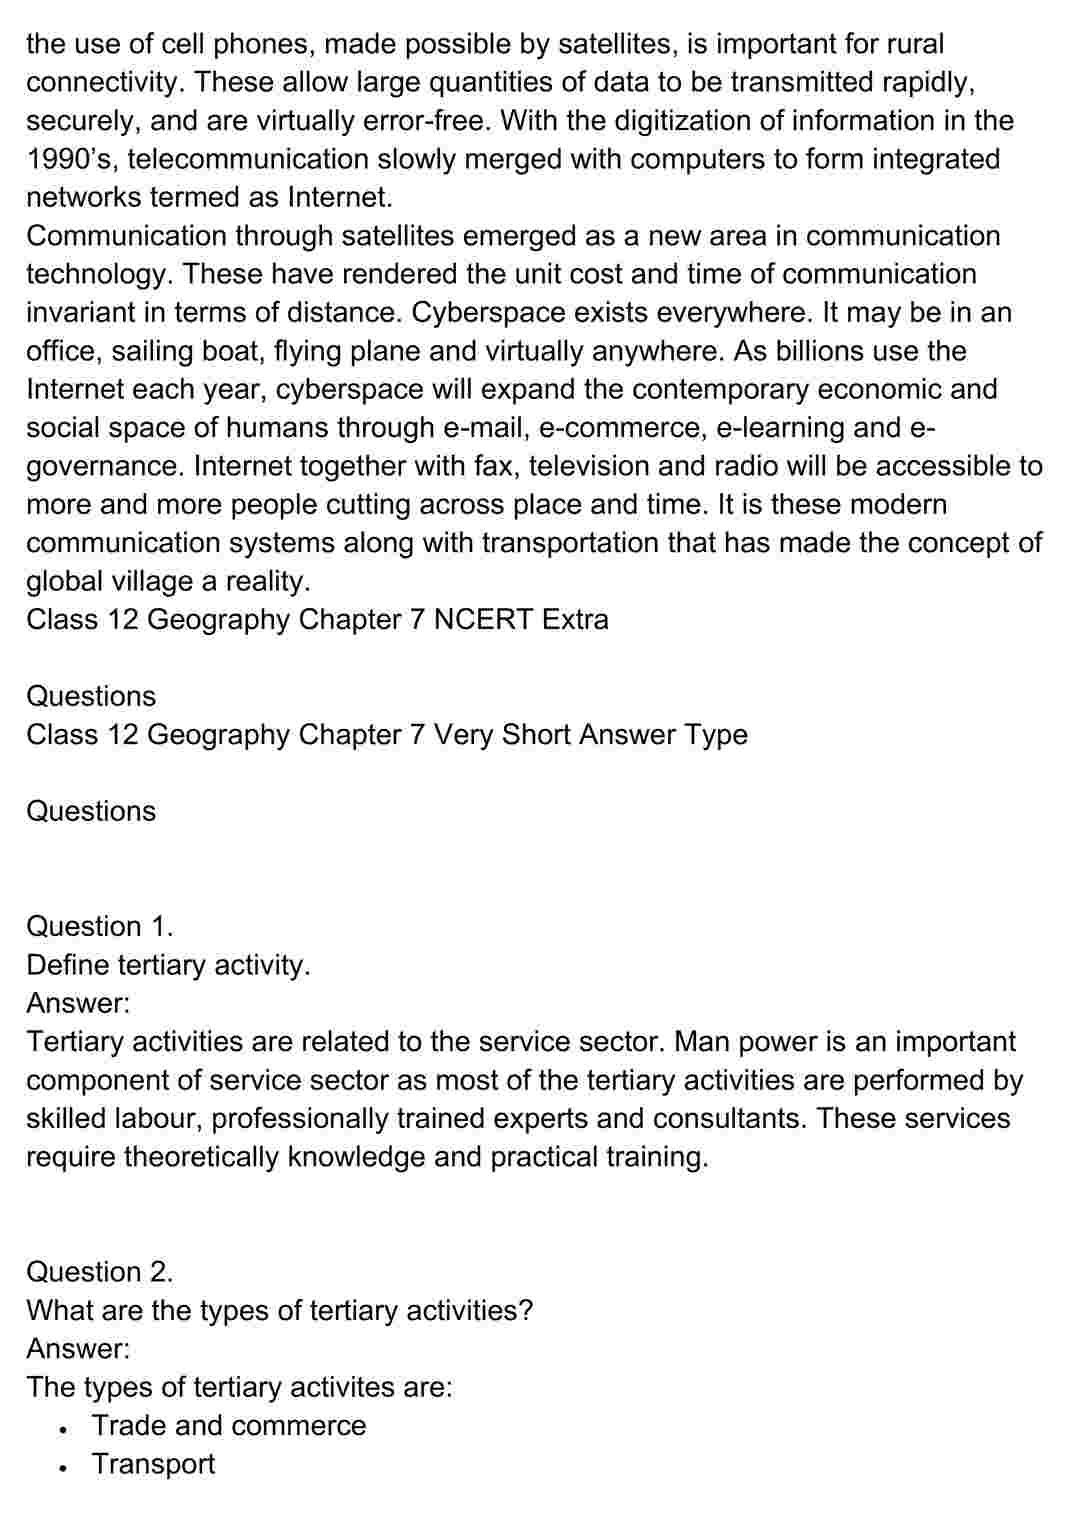 the use of cell phones, made possible by satellites, is important for rural
connectivity. These allow large quantities of data to be transmitted rapidly,
securely, and are virtually error-free. With the digitization of information in the
1990’s, telecommunication slowly merged with computers to form integrated
networks termed as Internet.
Communication through satellites emerged as a new area in communication
technology. These have rendered the unit cost and time of communication
invariant in terms of distance. Cyberspace exists everywhere. It may be in an
office, sailing boat, flying plane and virtually anywhere. As billions use the
Internet each year, cyberspace will expand the contemporary economic and
social space of humans through e-mail, e-commerce, e-learning and e-
governance. Internet together with fax, television and radio will be accessible to
more and more people cutting across place and time. It is these modern
communication systems along with transportation that has made the concept of
global village a reality.
Class 12 Geography Chapter 7 NCERT Extra
Questions
Class 12 Geography Chapter 7 Very Short Answer Type
Questions
Question 1.
Define tertiary activity.
Answer:
Tertiary activities are related to the service sector. Man power is an important
component of service sector as most of the tertiary activities are performed by
skilled labour, professionally trained experts and consultants. These services
require theoretically knowledge and practical training.
Question 2.
What are the types of tertiary activities?
Answer:
The types of tertiary activites are:
• Trade and commerce
• Transport